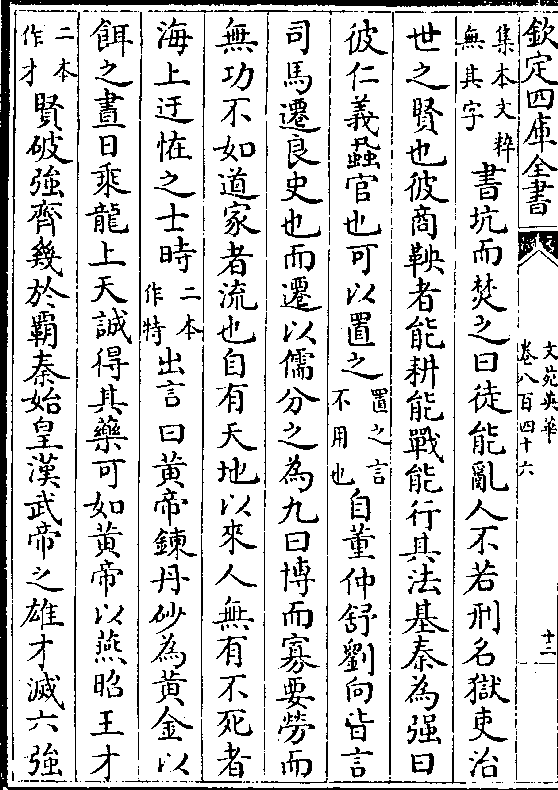 欽定四庫全書
文苑英華
卷八百四十六
十二
集本文粹
無其字
書坑而焚之曰徒能亂人不若刑名獄吏治
世之賢也彼商鞅者能耕能戰能行其法基秦為强曰
彼仁義蝨官也可以置之
置之言
不用也
自董仲舒劉向皆言
司馬遷良史也而遷以儒分之為九曰博而寡要勞而
無功不如道家者流也自有天地以來人無有不死者
海上迂怪之士時
二本
作特
出言曰黃帝鍊丹砂為黃金以
餌之晝日乘龍上天誠得其藥可如黃帝以燕昭王才
二本
作才
賢破強齊幾於霸秦始皇漢武帝之雄才滅六強